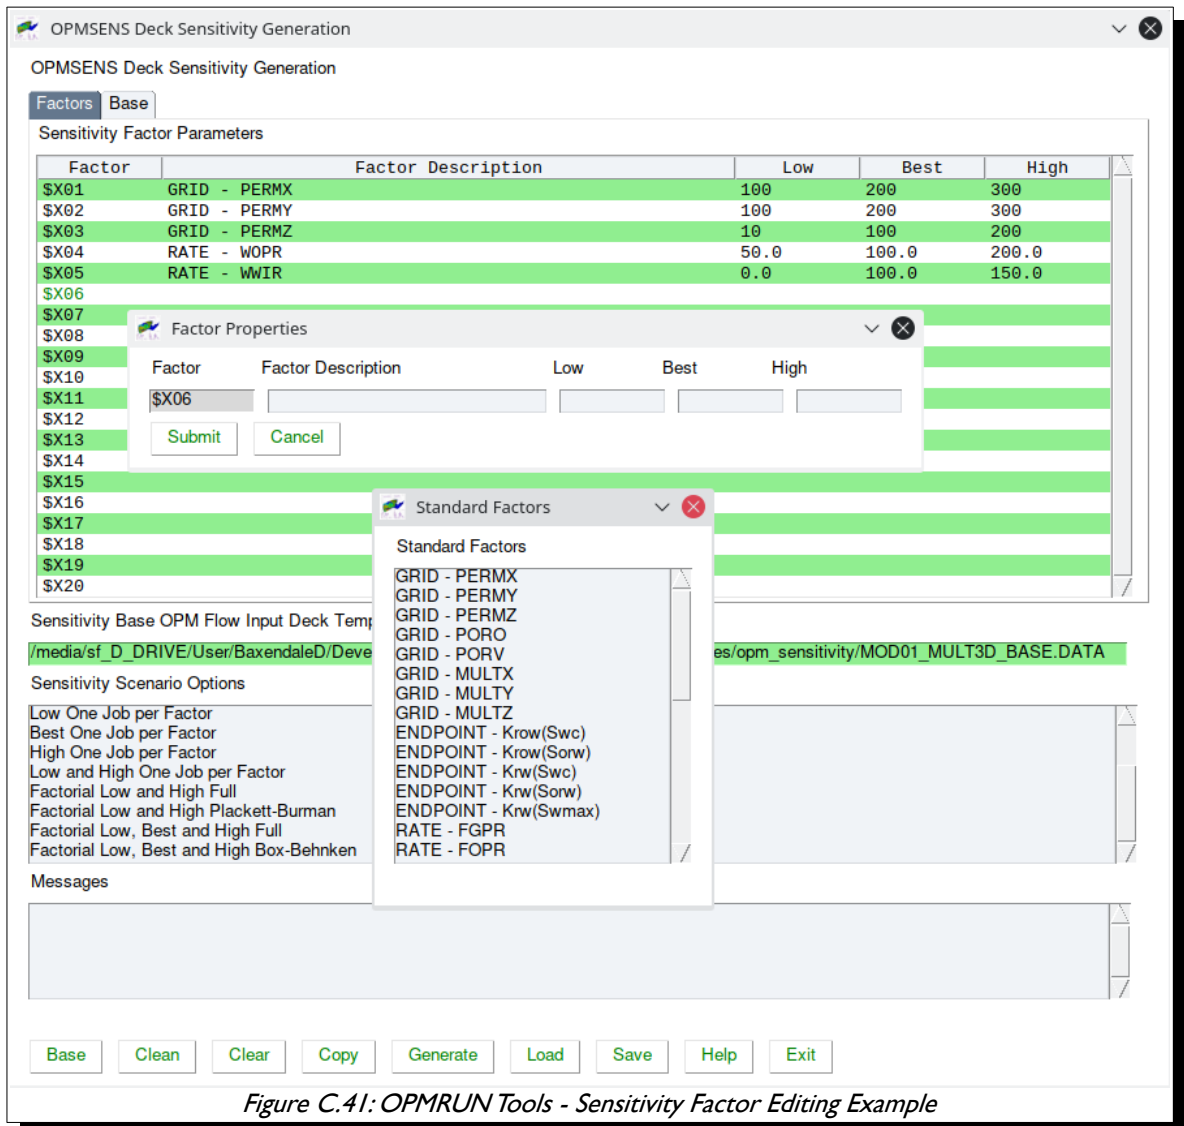 OPMSENS Deck Sensitivity Generation
OPMSENS Deck Sensitivity Generation
Factors Base
Sensitivity Factor Parameters
Factor Factor Description Low Best High
$X01 GRID - PERMX 100 200 300
$X02 GRID - PERMY 100 200 300
$X03 GRID - PERMZ 10 100 200
$X04 RATE - WOPR 50.0 100.0 200.0
$X05 RATE - WWIR 0.0 100.0 150.0
$X06
$X07
$X08
$X09
$X10
$X11
$X12
$X13
$X14
$X15
$X16
$X17
$X18
$X19
$X20
Factor Properties
Factor Factor Description Low Best High
$X06
Submit Cancel
Standard Factors
Standard Factors
GRID - PERMX
GRID - PERMY
GRID - PERMZ
GRID - PORO
GRID - PORV
GRID - MULTX
GRID - MULTY
GRID - MULTZ
ENDPOINT - Krow(Swc)
ENDPOINT - Krow(Sorw)
ENDPOINT - Krw(Swc)
ENDPOINT - Krw(Sorw)
ENDPOINT - Krw(Swmax)
RATE - FGPR
RATE - FOPR
Sensitivity Base OPM Flow Input Deck Temp
/media/sf_D_DRIVE/User/BaxendaleD/Deve es/opm_sensitivity/MOD01_MULT3D_BASE.DATA
Sensitivity Scenario Options
Low One Job per Factor
Best One Job per Factor
High One Job per Factor
Low and High One Job per Factor
Factorial Low and High Full
Factorial Low and High Plackett-Burman
Factorial Low, Best and High Full
Factorial Low, Best and High Box-Behnken
Messages
Base Clean Clear Copy Generate Load Save Help Exit
Figure C.41: OPMRUN Tools - Sensitivity Factor Editing Example